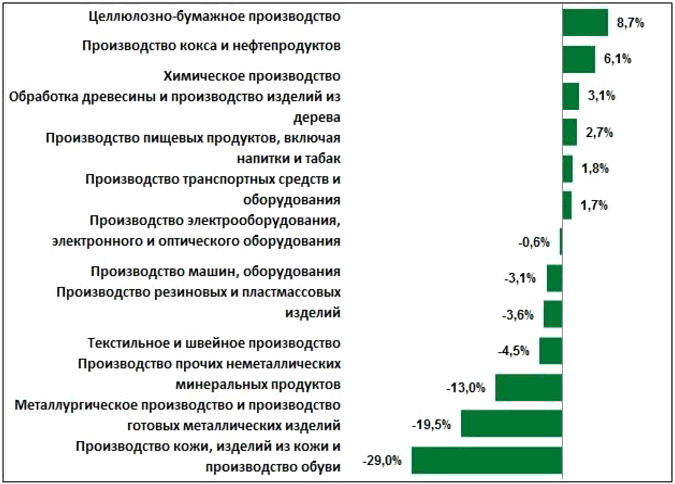 Целлюлозно-бумажное производство
8,7%
Производство кокса и нефтепродуктов
6,1%
Химическое производство
3,1%
Обработка древесины и производство изделий из
дерева
2,7%
Производство пищевых продуктов, включая
напитки и табак
1,8%
Производство транспортных средств и
оборудования
1,7%
Производство электрооборудования,
электронного и оптического оборудования
-0,6%
Производство машин, оборудования
-3,1%
Производство резиновых и пластмассовых
изделий
-3,6%
Текстильное и швейное производство
-4,5%
Производство прочих неметаллических
минеральных продуктов
-13,0%
Металлургическое производство и производство
готовых металлических изделий
-19,5%
Производство кожи, изделий из кожи и
производство обуви
-29,0%